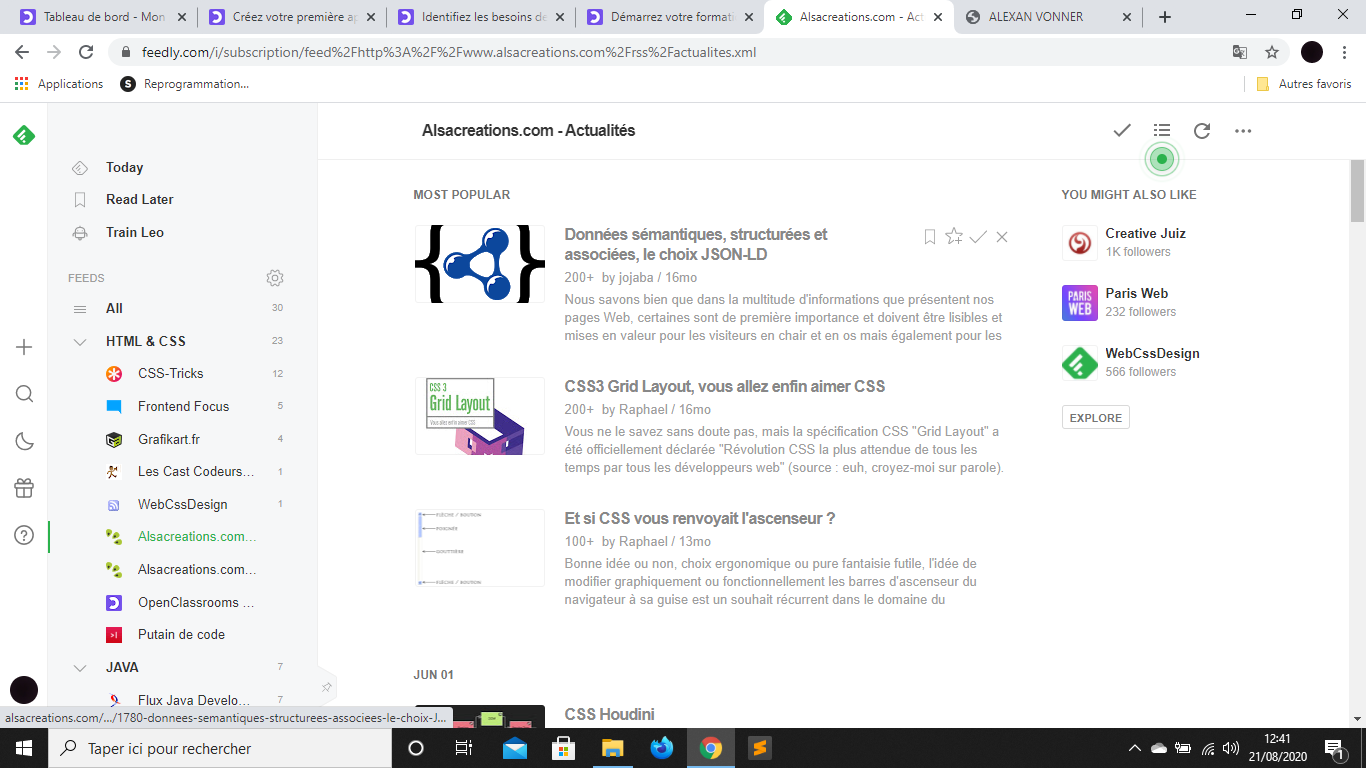 Tableau de bord - Mon
Créez votre première ap
Identifiez les besoins de
Démarrez votre formati
Alsacreations.com - Act
ALEXAN VONNER
feedly.com/i/subscription/feed%2Fhttp%3A%2F%2Fwww.alsacreations.com%2Frss%2Factualites.xml
Applications
S
Reprogrammation...
Autres favoris
Today
Read Later
Train Leo
FEEDS
All 30
HTML & CSS 23
CSS-Tricks 12
Frontend Focus 5
Grafikart.fr 4
Les Cast Codeurs... 1
WebCssDesign 1
Alsacreations.com...
Alsacreations.com...
OpenClassrooms ...
Putain de code
JAVA 7
Flux Java Develo... 7
Alsacreations.com - Actualités
MOST POPULAR
Données sémantiques, structurées et
associées, le choix JSON-LD
200+ by jojaba / 16mo
Nous savons bien que dans la multitude d'informations que présentent nos
pages Web, certaines sont de première importance et doivent être lisibles et
mises en valeur pour les visiteurs en chair et en os mais également pour les
CSS 3
Grid Layout
Vous allez enfin aimer CSS
CSS3 Grid Layout, vous allez enfin aimer CSS
200+ by Raphael / 16mo
Vous ne le savez sans doute pas, mais la spécification CSS "Grid Layout" a
été officiellement déclarée "Révolution CSS la plus attendue de tous les
temps par tous les développeurs web" (source : euh, croyez-moi sur parole).
Et si CSS vous renvoyait l'ascenseur ?
100+ by Raphael / 13mo
Bonne idée ou non, choix ergonomique ou pure fantaisie futile, l'idée de
modifier graphiquement ou fonctionnellement les barres d'ascenseur du
navigateur à sa guise est un souhait récurrent dans le domaine du
JUN 01
CSS Houdini
YOU MIGHT ALSO LIKE
Creative Juiz
1K followers
PARIS
WEB
Paris Web
232 followers
WebCssDesign
566 followers
EXPLORE
alsacreations.com/.../1780-donnees-semantiques-structurees-associees-le-choix-J...
Taper ici pour rechercher
12:41
21/08/2020
1